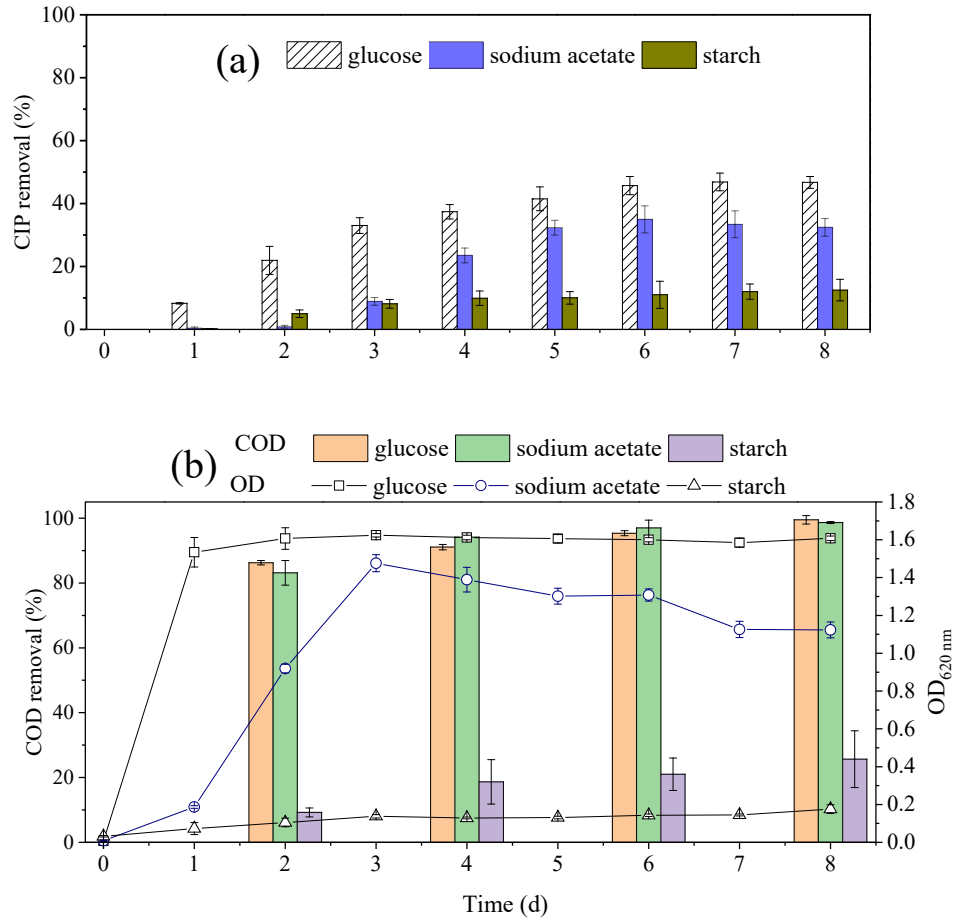 100
80
60
40
20
0
CIP removal (%)
(a)
glucose sodium acetate starch
0 1 2 3 4 5 6 7 8
(b)
COD glucose sodium acetate starch
OD glucose sodium acetate starch
100
80
60
40
20
0
COD removal (%)
1.8
1.6
1.4
1.2
1.0
0.8
0.6
0.4
0.2
0.0
OD620 nm
0 1 2 3 4 5 6 7 8
Time (d)